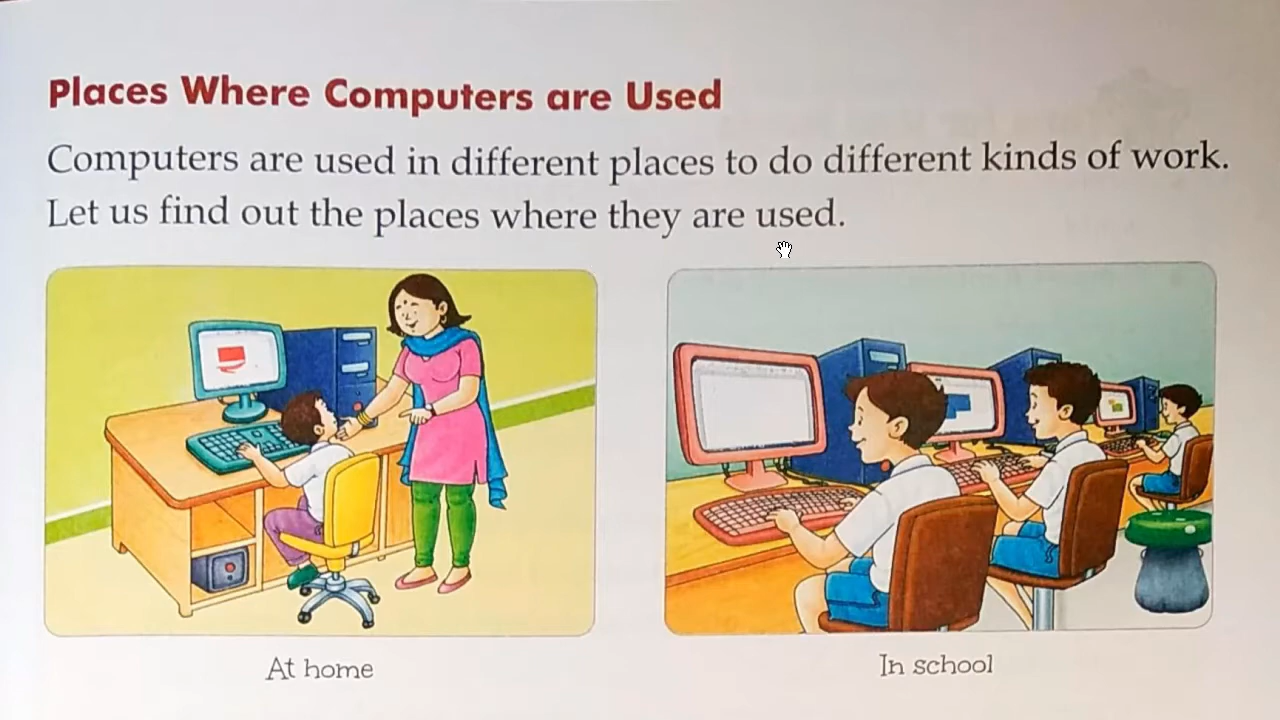 Places Where Computers are Used
Computers are used in different places to do different kinds of work.
Let us find out the places where they are used.
At home
In school